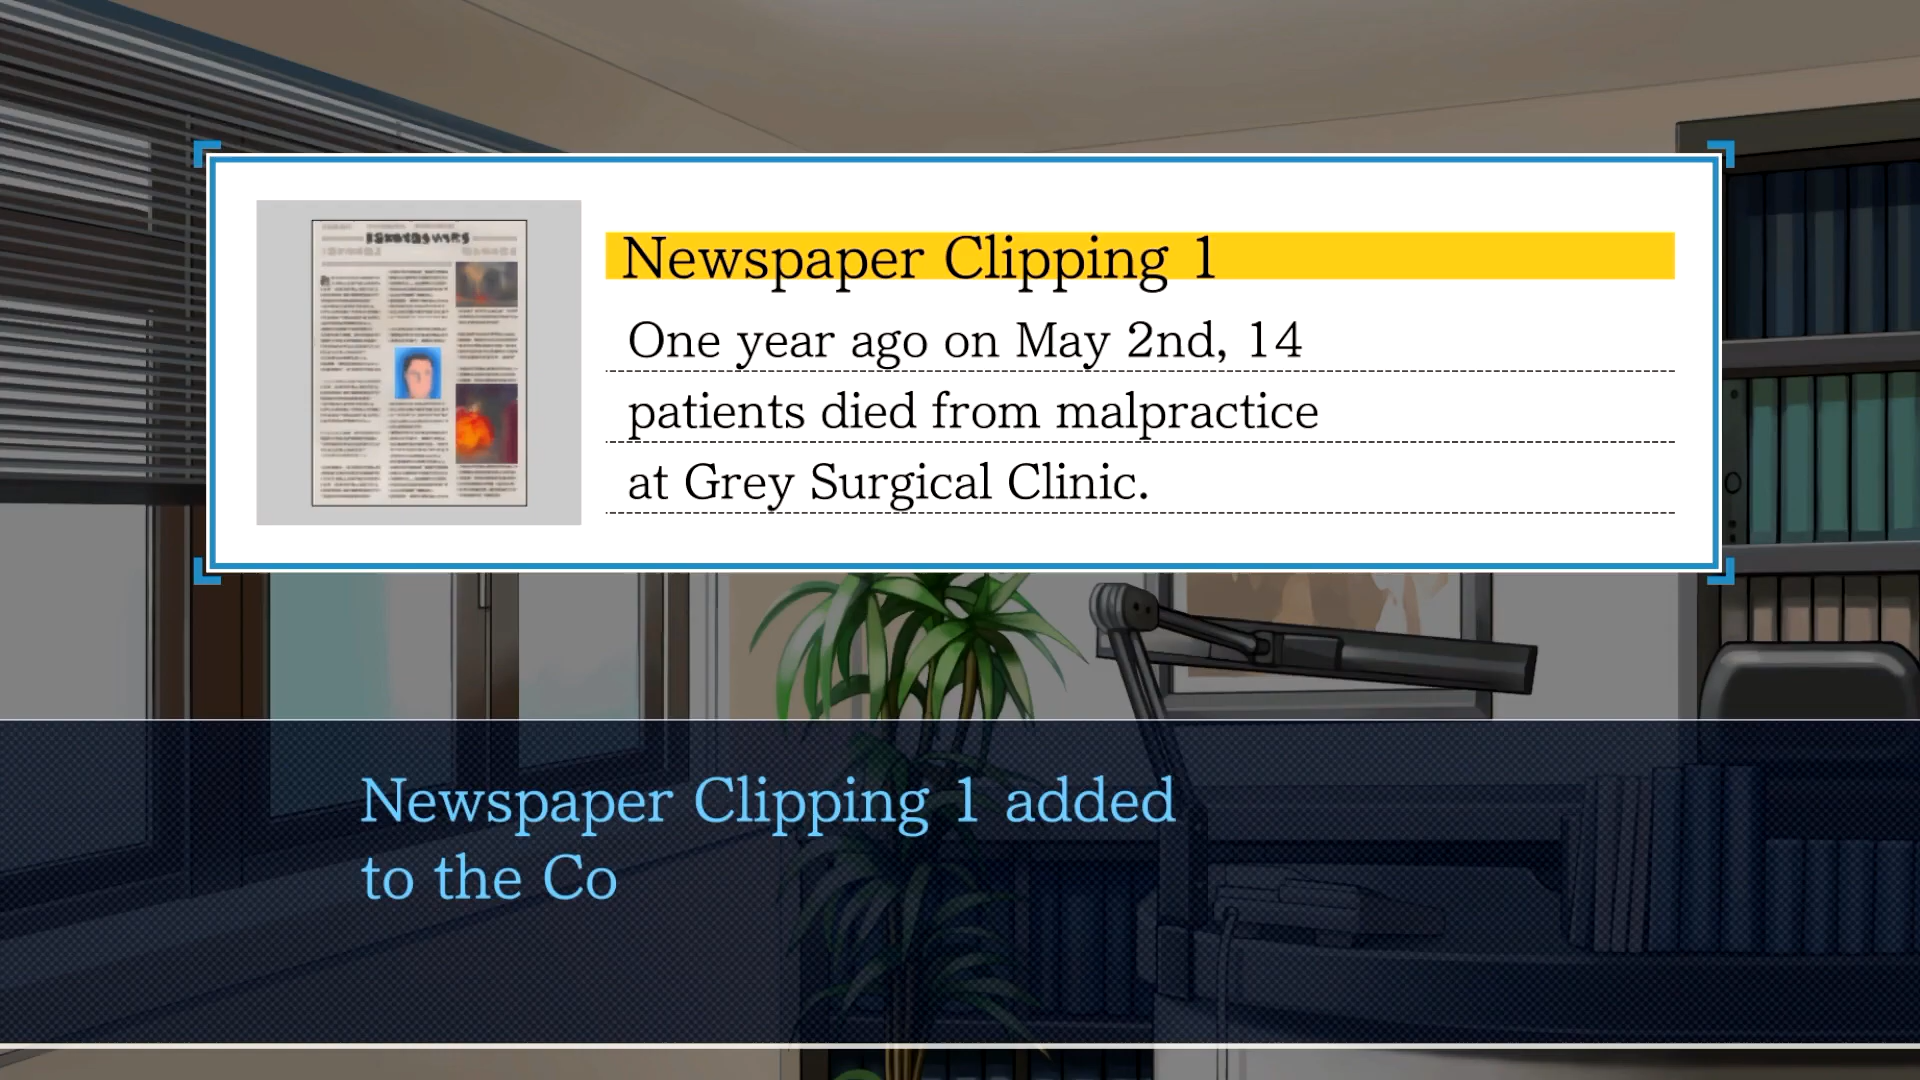 Newspaper Clipping 1
One year ago on May 2nd, 14
patients died from malpractice
at Grey Surgical Clinic.
Newspaper Clipping 1 added
to the Co